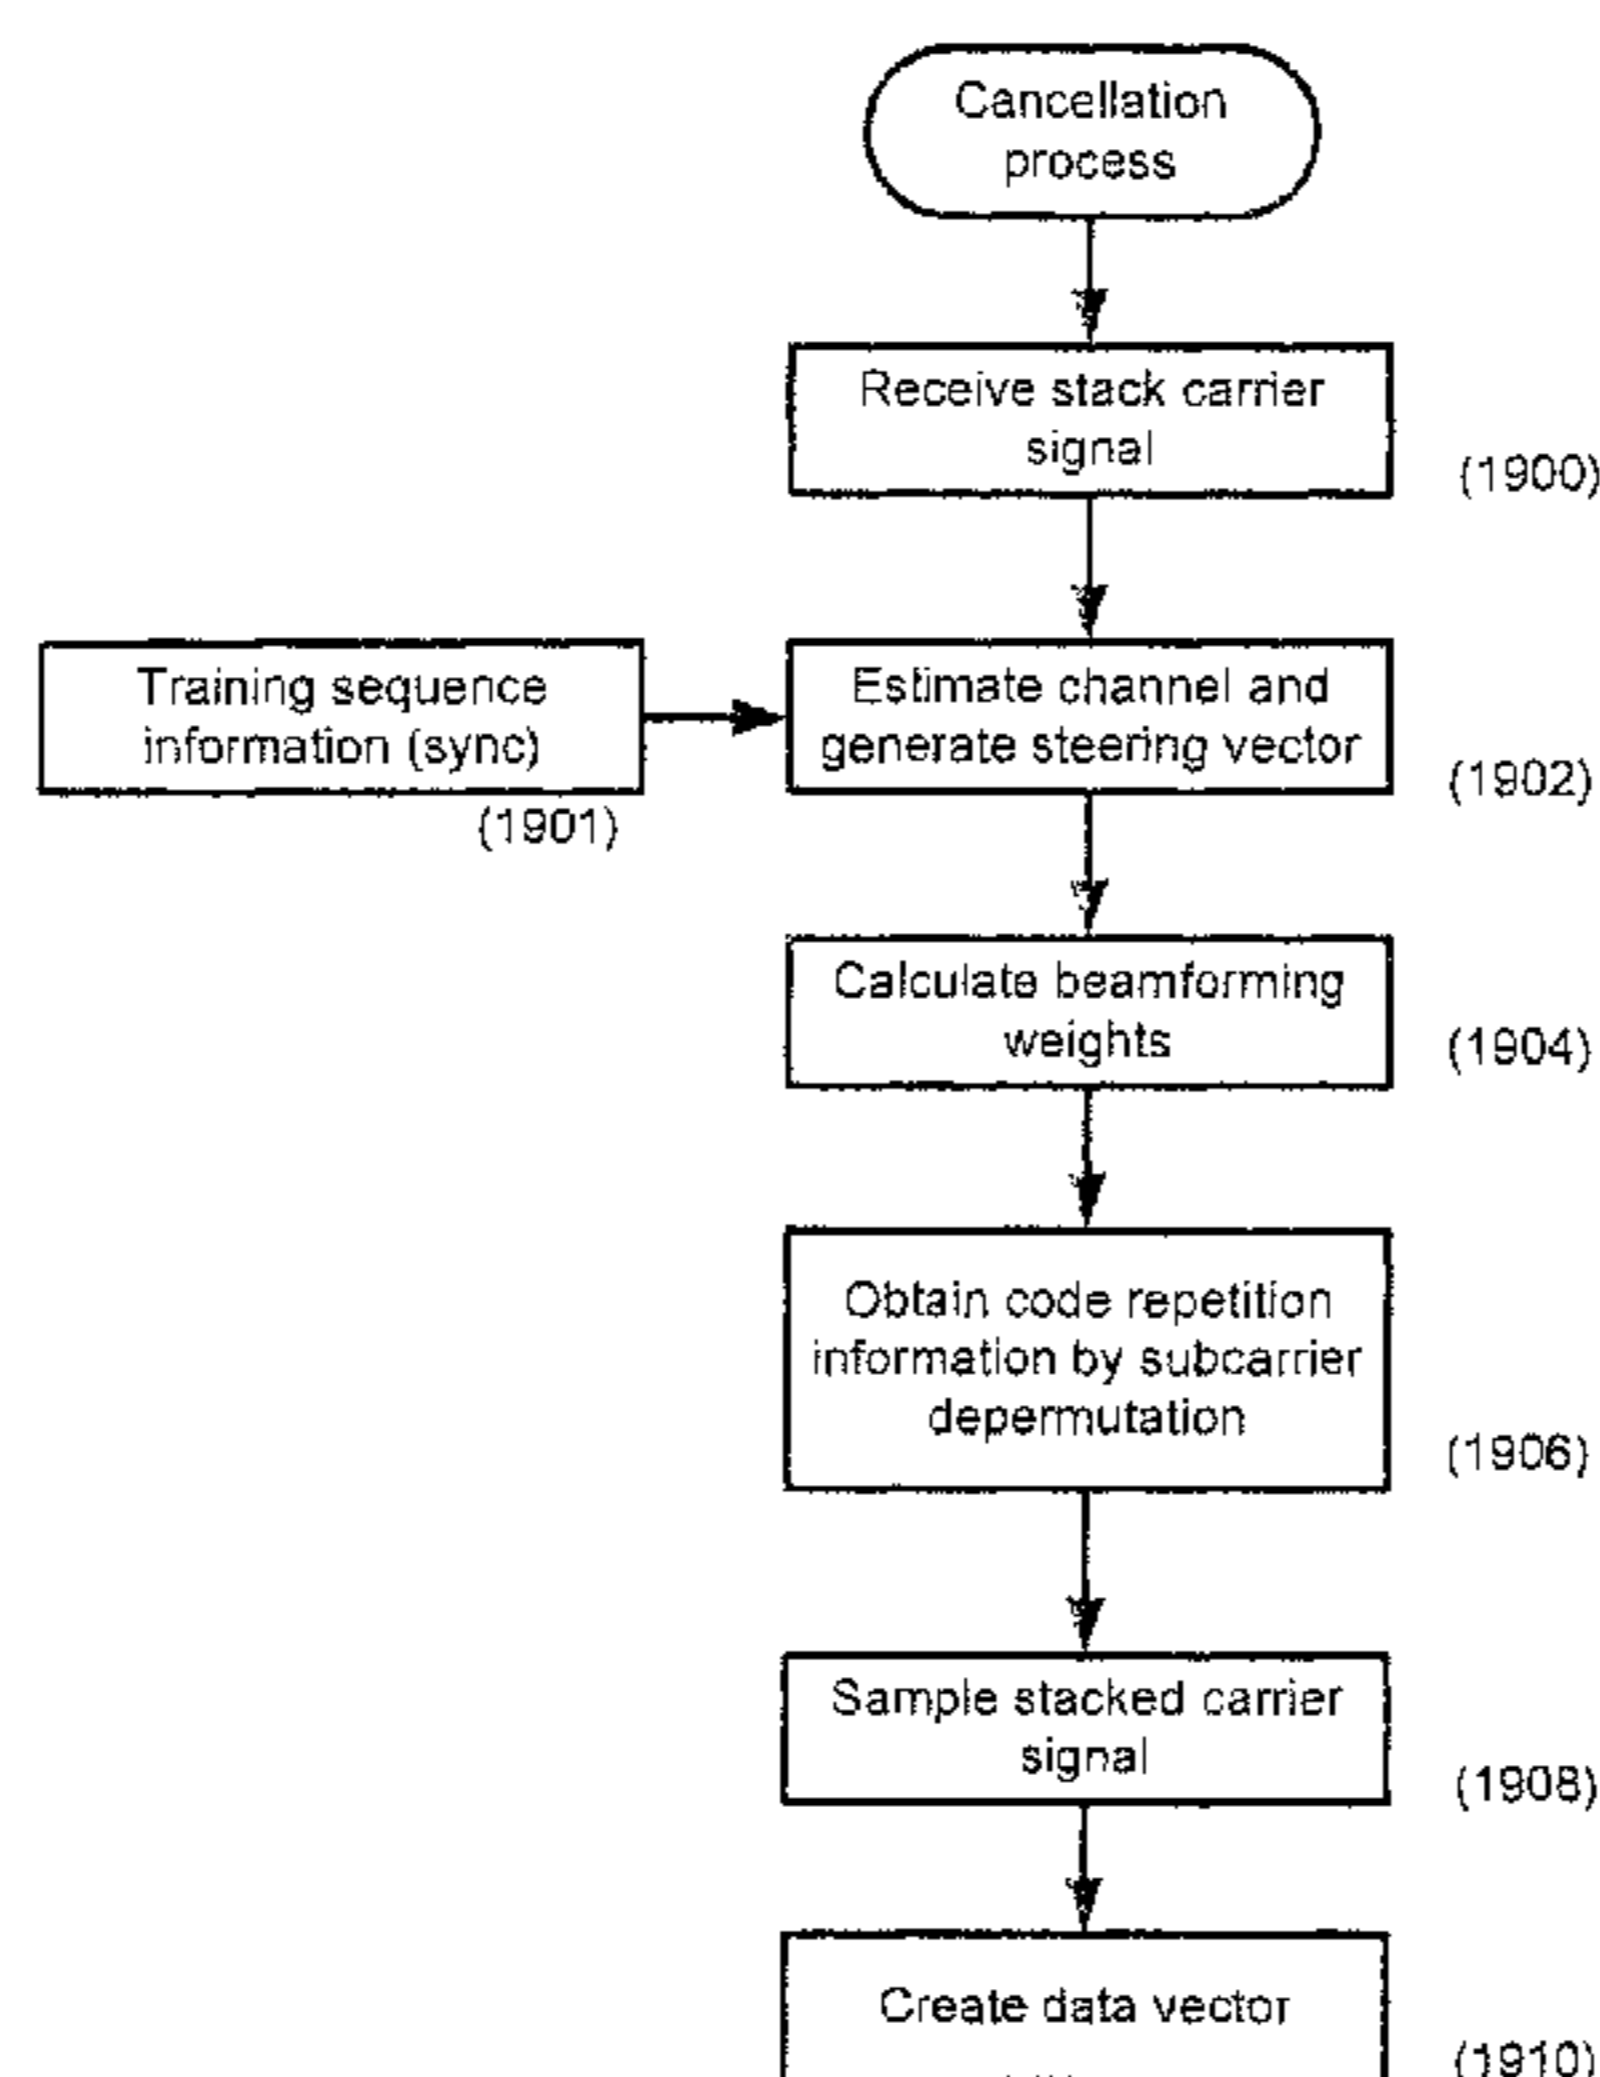 Cancellation
process
Receive stack carrier
signal
(1900)
Training sequence
information (sync)
(1901)
Estimate channel and
generate steering vector
(1902)
Calculate beamforming
weights
(1904)
Obtain code repetition
information by subcarrier
depermutation
(1906)
Sample stacked carrier
signal
(1908)
Create data vector
(1910)